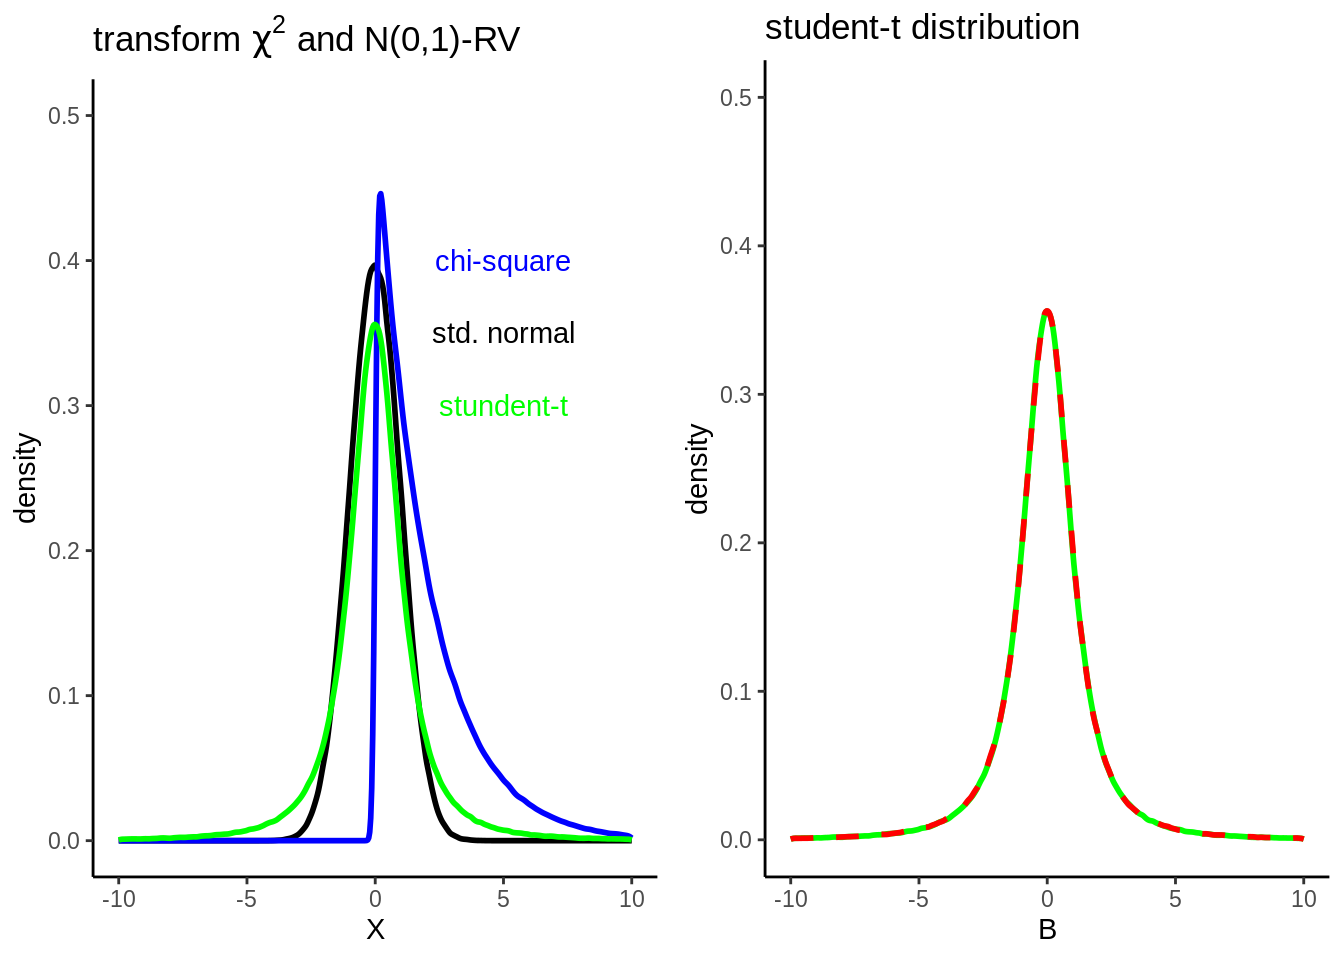 transform χ² and N(0,1)-RV
0.5
0.4
0.3
0.2
0.1
0.0
density
chi-square
std. normal
stundent-t
-10 -5 0 5 10
X
student-t distribution
0.5
0.4
0.3
0.2
0.1
0.0
density
-10 -5 0 5 10
B